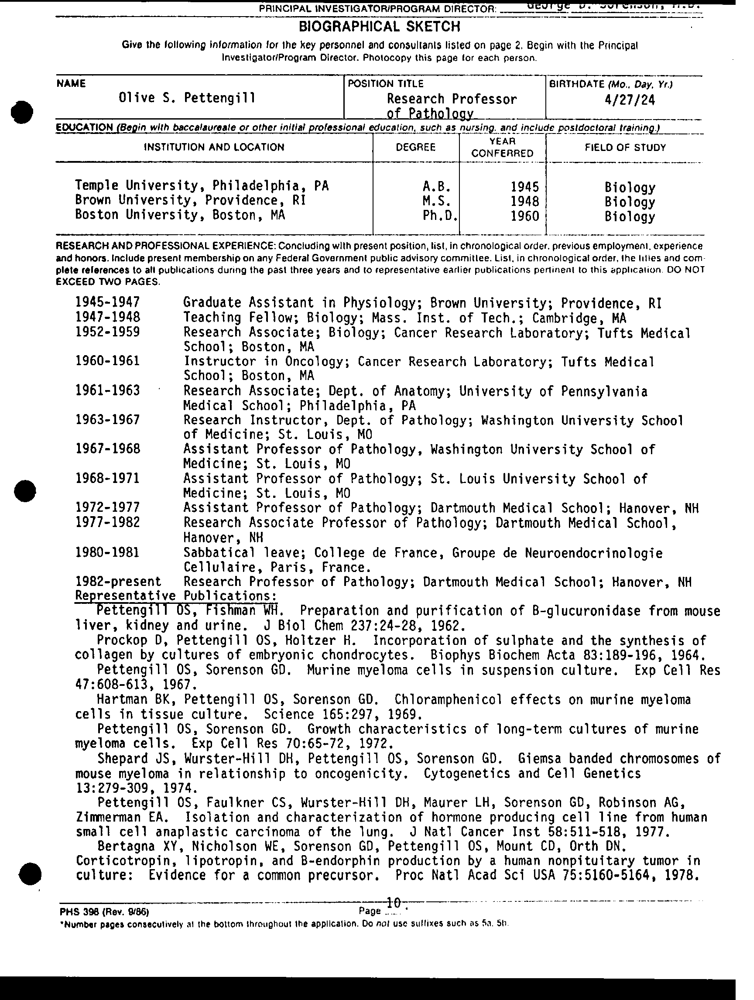 PRINCIPAL INVESTIGATOR/PROGRAM DIRECTOR: George D. Sorenson, M.D.
BIOGRAPHICAL SKETCH
Give the following information for the key personnel and consultants listed on page 2. Begin with the Principal
Investigator/Program Director. Photocopy this page for each person.
NAME POSITION TITLE BIRTHDATE (Mo., Day, Yr.)
Olive S. Pettengill Research Professor 4/27/24
of Pathology
EDUCATION (Begin with baccalaureate or other initial professional education, such as nursing, and include postdoctoral training.)
INSTITUTION AND LOCATION DEGREE YEAR CONFERRED FIELD OF STUDY
Temple University, Philadelphia, PA A.B. 1945 Biology
Brown University, Providence, RI M.S. 1948 Biology
Boston University, Boston, MA Ph.D. 1960 Biology
RESEARCH AND PROFESSIONAL EXPERIENCE: Concluding with present position, list, in chronological order, previous employment, experience
and honors. Include present membership on any Federal Government public advisory committee. List, in chronological order, the titles and com-
plete references to all publications during the past three years and to representative earlier publications pertinent to this application. DO NOT
EXCEED TWO PAGES.
1945-1947 Graduate Assistant in Physiology; Brown University; Providence, RI
1947-1948 Teaching Fellow; Biology; Mass. Inst. of Tech.; Cambridge, MA
1952-1959 Research Associate; Biology; Cancer Research Laboratory; Tufts Medical
School; Boston, MA
1960-1961 Instructor in Oncology; Cancer Research Laboratory; Tufts Medical
School; Boston, MA
1961-1963 Research Associate; Dept. of Anatomy; University of Pennsylvania
Medical School; Philadelphia, PA
1963-1967 Research Instructor, Dept. of Pathology; Washington University School
of Medicine; St. Louis, MO
1967-1968 Assistant Professor of Pathology, Washington University School of
Medicine; St. Louis, MO
1968-1971 Assistant Professor of Pathology; St. Louis University School of
Medicine; St. Louis, MO
1972-1977 Assistant Professor of Pathology; Dartmouth Medical School; Hanover, NH
1977-1982 Research Associate Professor of Pathology; Dartmouth Medical School,
Hanover, NH
1980-1981 Sabbatical leave; College de France, Groupe de Neuroendocrinologie
Cellulaire, Paris, France.
1982-present Research Professor of Pathology; Dartmouth Medical School; Hanover, NH
Representative Publications:
Pettengill OS, Fishman WH. Preparation and purification of B-glucuronidase from mouse
liver, kidney and urine. J Biol Chem 237:24-28, 1962.
Prockop D, Pettengill OS, Holtzer H. Incorporation of sulphate and the synthesis of
collagen by cultures of embryonic chondrocytes. Biophys Biochem Acta 83:189-196, 1964.
Pettengill OS, Sorenson GD. Murine myeloma cells in suspension culture. Exp Cell Res
47:608-613, 1967.
Hartman BK, Pettengill OS, Sorenson GD. Chloramphenicol effects on murine myeloma
cells in tissue culture. Science 165:297, 1969.
Pettengill OS, Sorenson GD. Growth characteristics of long-term cultures of murine
myeloma cells. Exp Cell Res 70:65-72, 1972.
Shepard JS, Wurster-Hill DH, Pettengill OS, Sorenson GD. Giemsa banded chromosomes of
mouse myeloma in relationship to oncogenicity. Cytogenetics and Cell Genetics
13:279-309, 1974.
Pettengill OS, Faulkner CS, Wurster-Hill DH, Maurer LH, Sorenson GD, Robinson AG,
Zimmerman EA. Isolation and characterization of hormone producing cell line from human
small cell anaplastic carcinoma of the lung. J Natl Cancer Inst 58:511-518, 1977.
Bertagna XY, Nicholson WE, Sorenson GD, Pettengill OS, Mount CD, Orth DN.
Corticotropin, lipotropin, and B-endorphin production by a human nonpituitary tumor in
culture: Evidence for a common precursor. Proc Natl Acad Sci USA 75:5160-5164, 1978.
PHS 398 (Rev. 9/86) Page 10 *
*Number pages consecutively at the bottom throughout the application. Do not use suffixes such as 5a, 5b.